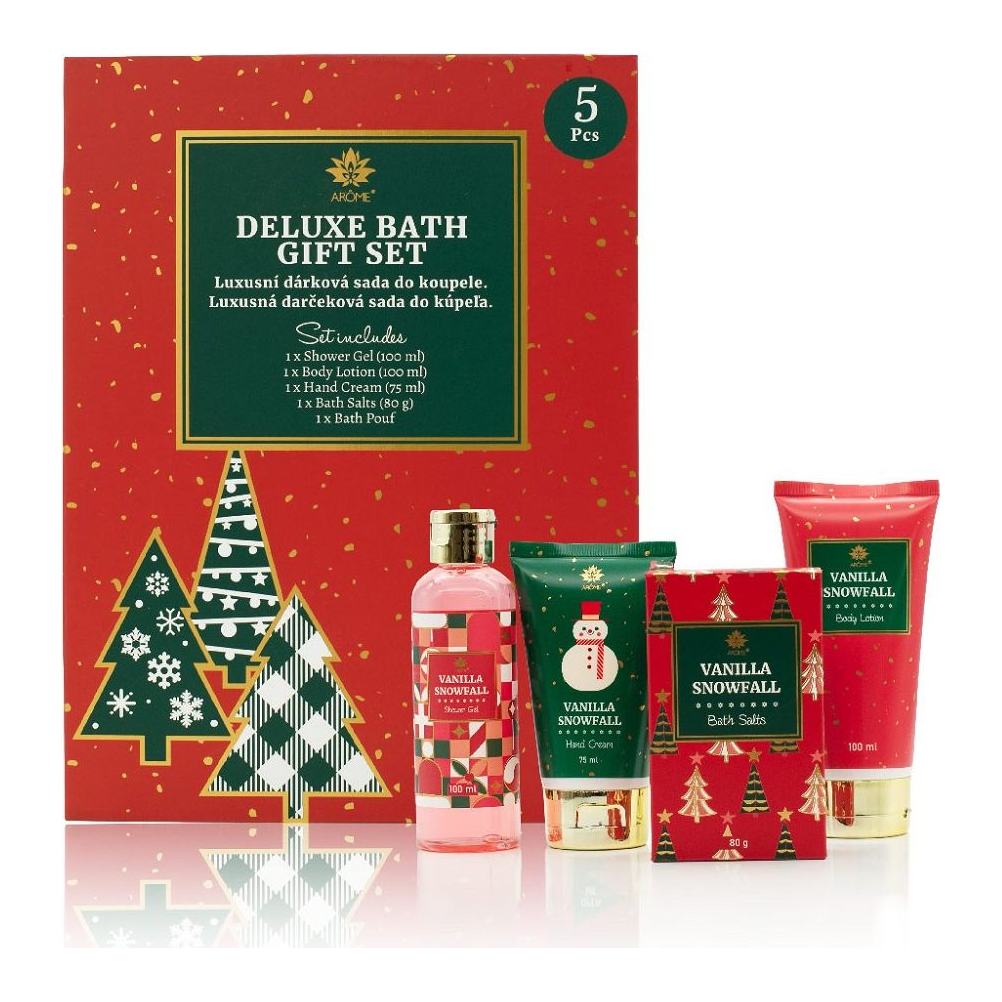 5
Pcs
ARÔME®
DELUXE BATH
GIFT SET
Luxusní dárková sada do koupele.
Luxusná darčeková sada do kúpeľa.
Set includes
1 x Shower Gel (100 ml)
1 x Body Lotion (100 ml)
1 x Hand Cream (75 ml)
1 x Bath Salts (80 g)
1 x Bath Pouf
VANILLA
SNOWFALL
Shower Gel
100 ml
ARÔME
VANILLA
SNOWFALL
Hand Cream
75 ml
ARÔME
VANILLA
SNOWFALL
Bath Salts
80 g
ARÔME
VANILLA
SNOWFALL
Body Lotion
100 ml